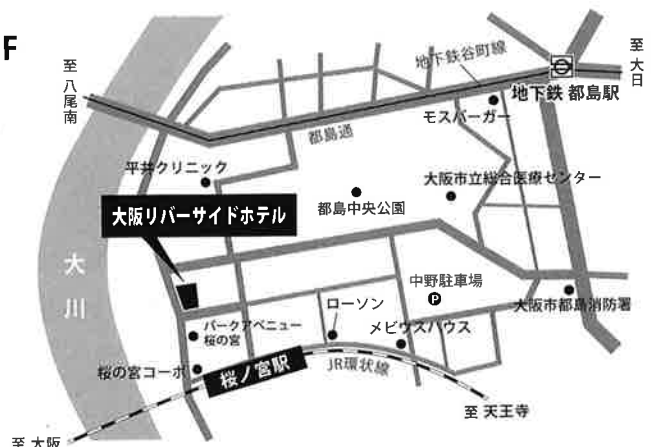 F
至 八尾南
地下鉄谷町線
至 大日
地下鉄 都島駅
モスバーガー
都島通
平井クリニック
大阪市立総合医療センター
都島中央公園
大阪リバーサイドホテル
大川
中野駐車場
P
大阪市都島消防署
ローソン
パークアベニュー
桜の宮
メビウスハウス
桜の宮コーポ
桜ノ宮駅
JR環状線
至 天王寺
至 大阪